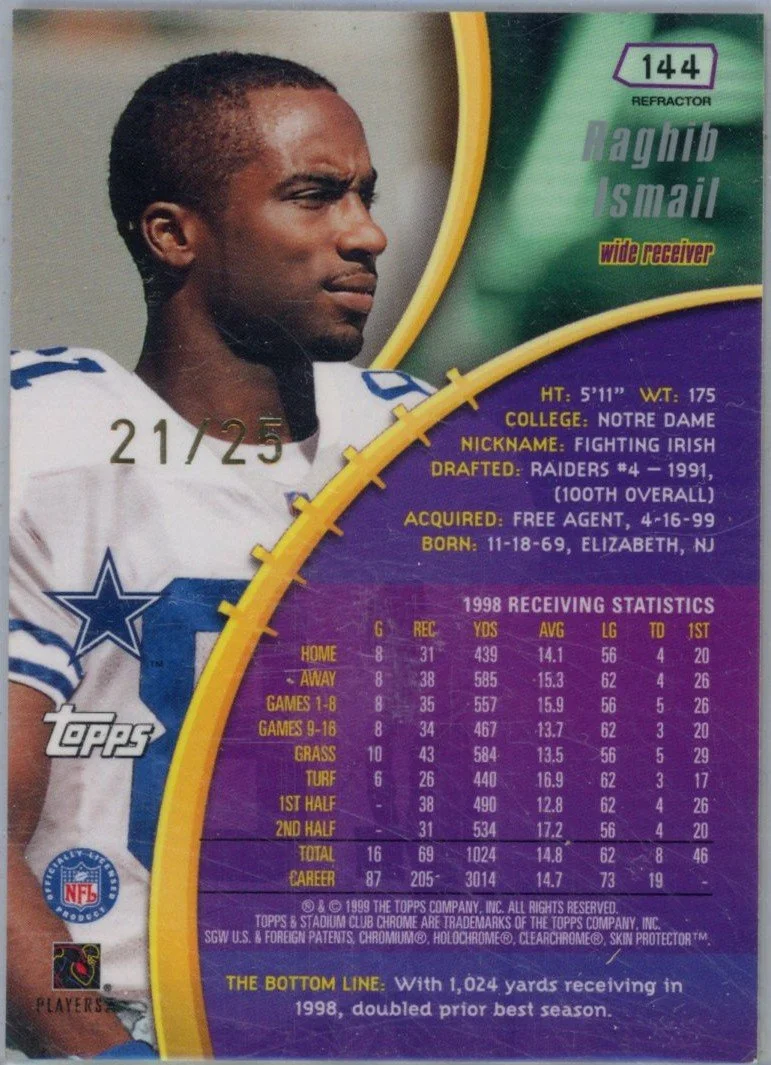 144
REFRACTOR
Raghib
Ismail
wide receiver
HT: 5'11" WT: 175
COLLEGE: NOTRE DAME
NICKNAME: FIGHTING IRISH
DRAFTED: RAIDERS #4 – 1991,
(100TH OVERALL)
ACQUIRED: FREE AGENT, 4-16-99
BORN: 11-18-69, ELIZABETH, NJ
21/25
1998 RECEIVING STATISTICS
G REC YDS AVG LG TD 1ST
HOME 8 31 439 14.1 56 4 20
AWAY 8 38 585 15.3 62 4 26
GAMES 1-8 8 35 557 15.9 56 5 26
GAMES 9-16 8 34 467 13.7 62 3 20
GRASS 10 43 584 13.5 56 5 29
TURF 6 26 440 16.9 62 3 17
1ST HALF - 38 490 12.8 62 4 26
2ND HALF - 31 534 17.2 56 4 20
TOTAL 16 69 1024 14.8 62 8 46
CAREER 87 205 3014 14.7 73 19 -
® & © 1999 THE TOPPS COMPANY, INC. ALL RIGHTS RESERVED.
TOPPS & STADIUM CLUB CHROME ARE TRADEMARKS OF THE TOPPS COMPANY, INC.
SGW U.S. & FOREIGN PATENTS, CHROMIUM®, HOLOCHROME®, CLEARCHROME®, SKIN PROTECTOR™.
THE BOTTOM LINE: With 1,024 yards receiving in
1998, doubled prior best season.
Topps
OFFICIALLY LICENSED
NFL
PRODUCT
PLAYERS